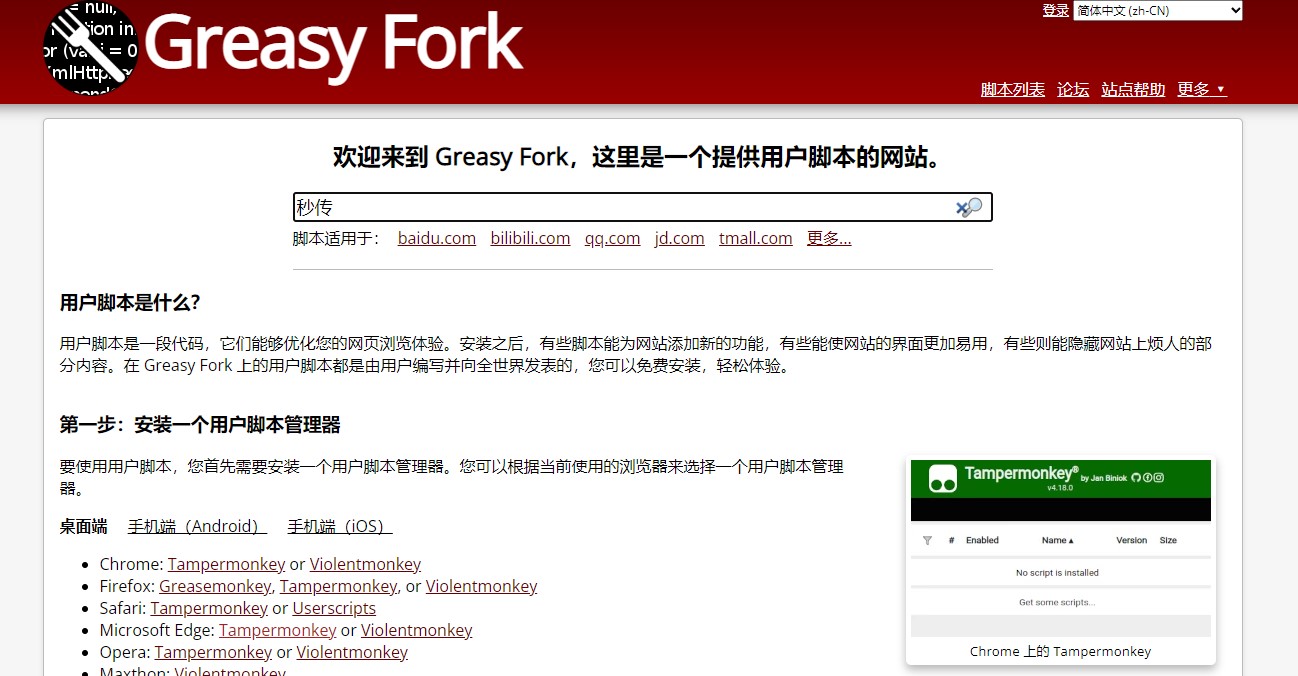 = null,
tion in
or (va i = 0
mlHttp
Greasy Fork
登录 简体中文 (zh-CN)
脚本列表 论坛 站点帮助 更多 ▼
欢迎来到 Greasy Fork，这里是一个提供用户脚本的网站。
秒传
脚本适用于： baidu.com bilibili.com qq.com jd.com tmall.com 更多...
用户脚本是什么？
用户脚本是一段代码，它们能够优化您的网页浏览体验。安装之后，有些脚本能为网站添加新的功能，有些能使网站的界面更加易用，有些则能隐藏网站上烦人的部
分内容。在 Greasy Fork 上的用户脚本都是由用户编写并向全世界发表的，您可以免费安装，轻松体验。
第一步：安装一个用户脚本管理器
要使用用户脚本，您首先需要安装一个用户脚本管理器。您可以根据当前使用的浏览器来选择一个用户脚本管理
器。
桌面端 手机端（Android） 手机端（iOS）
Chrome: Tampermonkey or Violentmonkey
Firefox: Greasemonkey, Tampermonkey, or Violentmonkey
Safari: Tampermonkey or Userscripts
Microsoft Edge: Tampermonkey or Violentmonkey
Opera: Tampermonkey or Violentmonkey
Maxthon: Violentmonkey
Tampermonkey® by Jan Biniok
v4.18.0
# Enabled Name ▴ Version Size
No script is installed
Get some scripts...
Chrome 上的 Tampermonkey